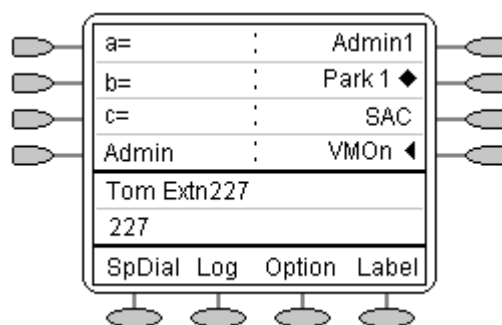 a= : Admin1
b= : Park 1 ◆
c= : SAC
Admin : VMOn ◀
Tom Extn227
227
SpDial Log Option Label